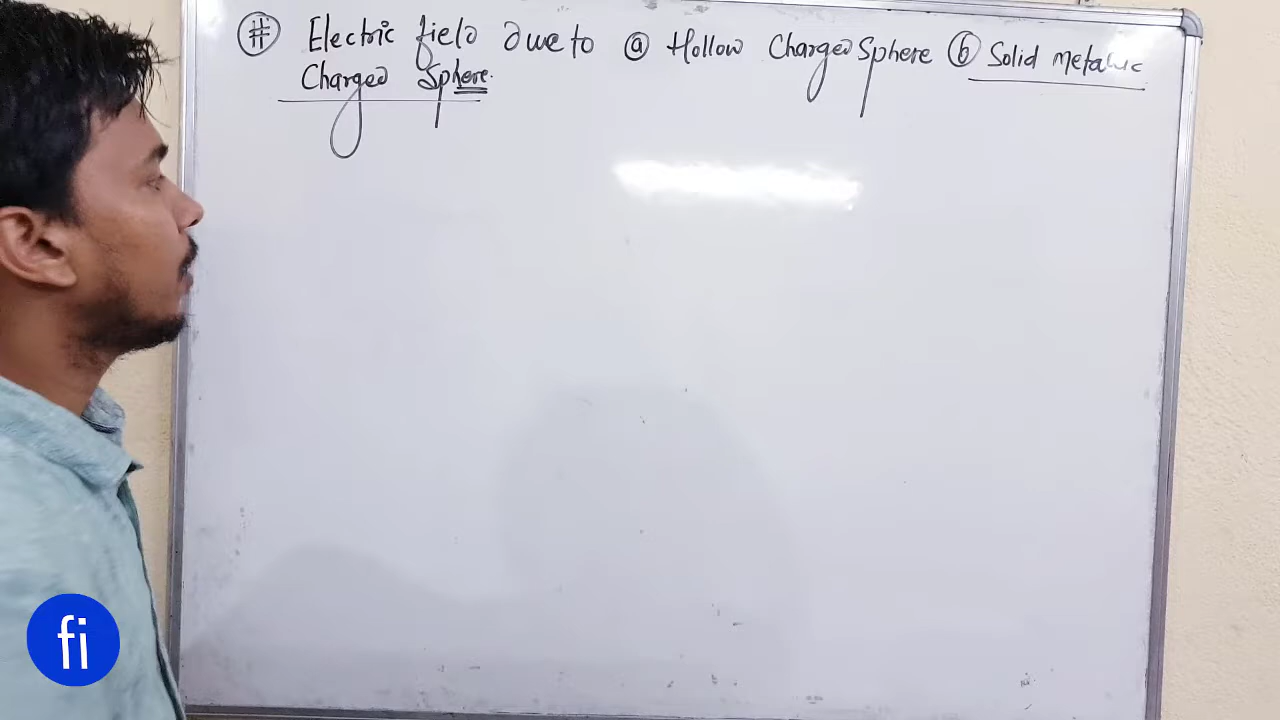 # Electric field due to ⓐ Hollow Charged Sphere ⓑ Solid metallic
Charged Sphere.
fi